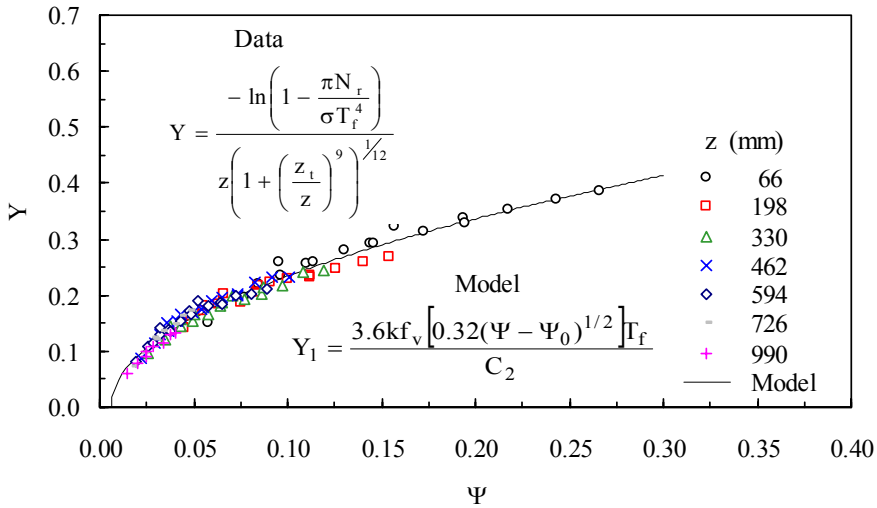 0.7
0.6
0.5
0.4
0.3
0.2
0.1
0.0
Y
Data
Y = −ln(1 − πN_r / σT_f^4) / z(1 + (z_t / z)^9)^{1/12}
z (mm)
66
198
330
462
594
726
990
Model
Model
Y_1 = 3.6kf_v[0.32(Ψ − Ψ_0)^{1/2}]T_f / C_2
0.00 0.05 0.10 0.15 0.20 0.25 0.30 0.35 0.40
Ψ